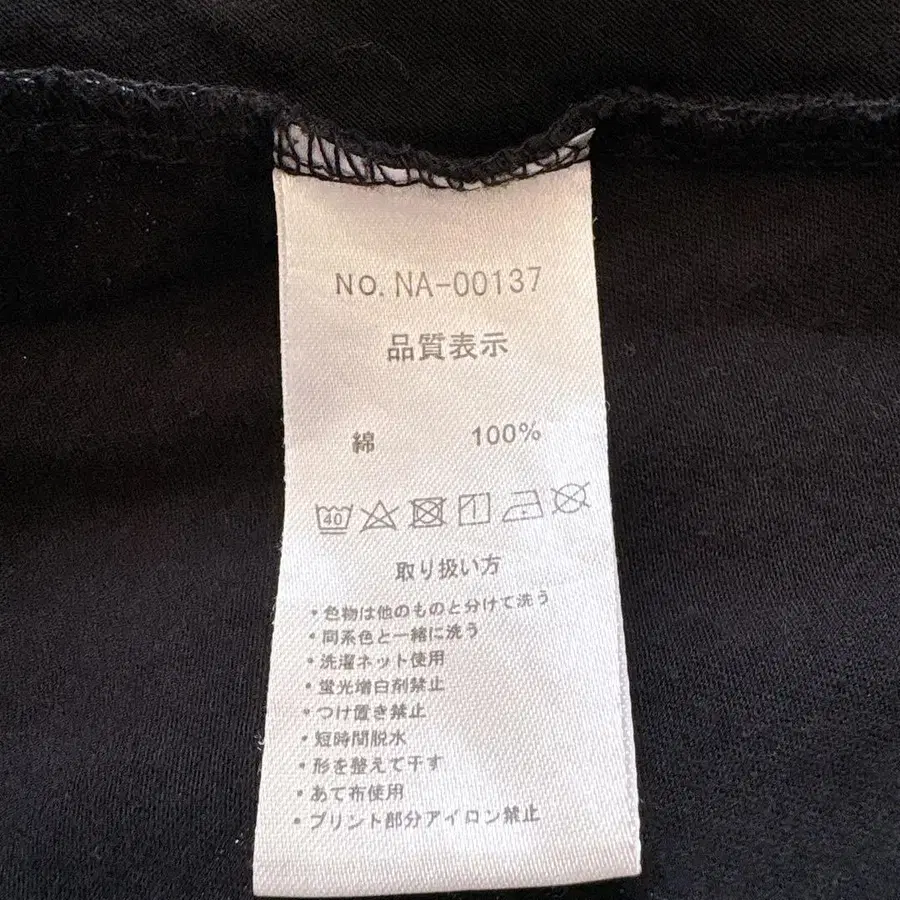 NO. NA-00137
品質表示
綿 100%
40 1
取り扱い方
・色物は他のものと分けて洗う
・同系色と一緒に洗う
・洗濯ネット使用
・蛍光増白剤禁止
・つけ置き禁止
・短時間脱水
・形を整えて干す
・あて布使用
・プリント部分アイロン禁止